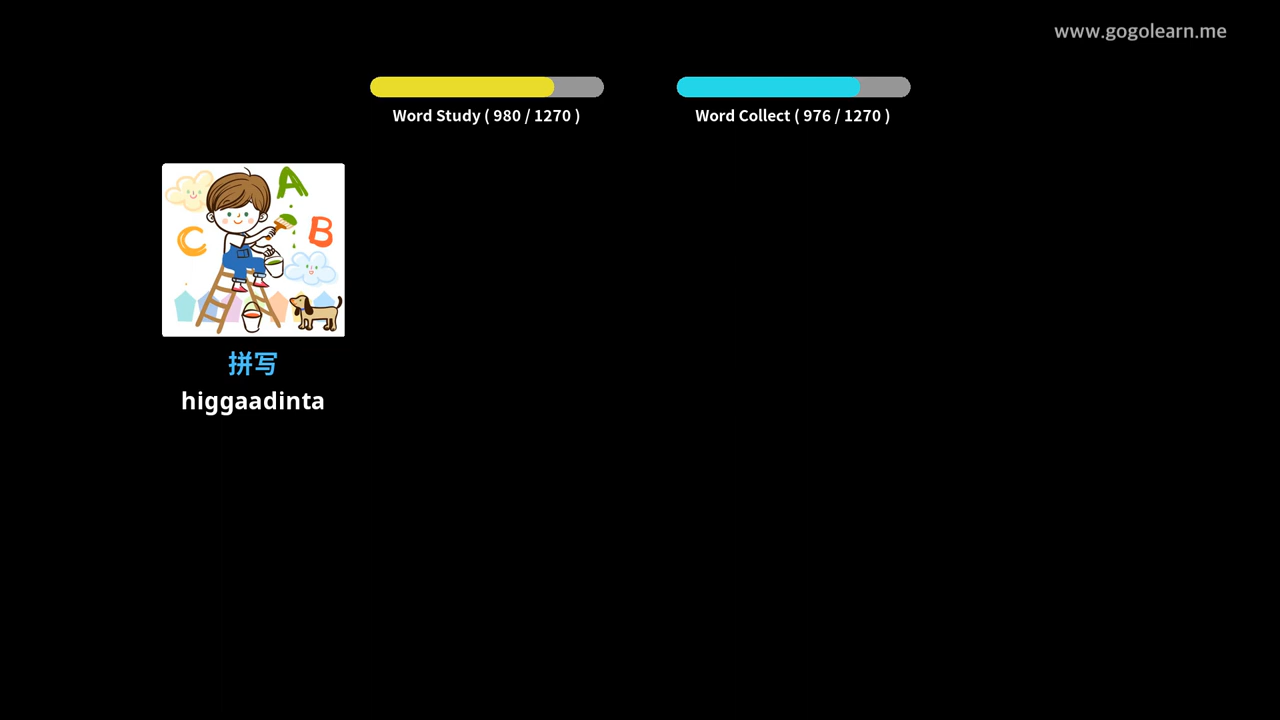 www.gogolearn.me
Word Study ( 980 / 1270 )
Word Collect ( 976 / 1270 )
A
B
C
拼写
higgaadinta